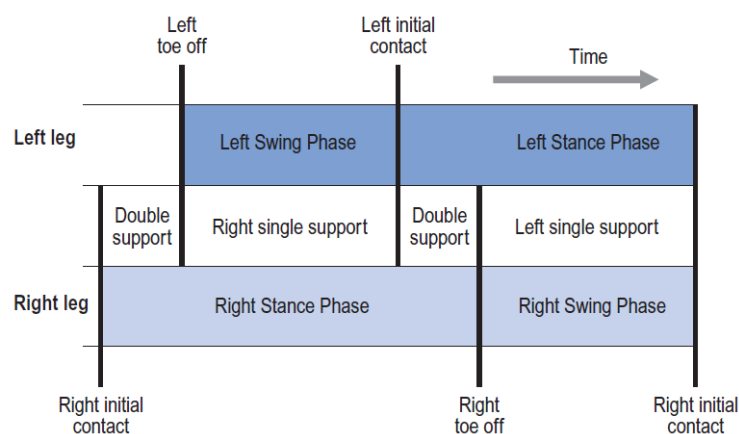 Left
toe off
Left initial
contact
Time
Left leg
Left Swing Phase
Left Stance Phase
Double
support
Right single support
Double
support
Left single support
Right leg
Right Stance Phase
Right Swing Phase
Right initial
contact
Right
toe off
Right initial
contact